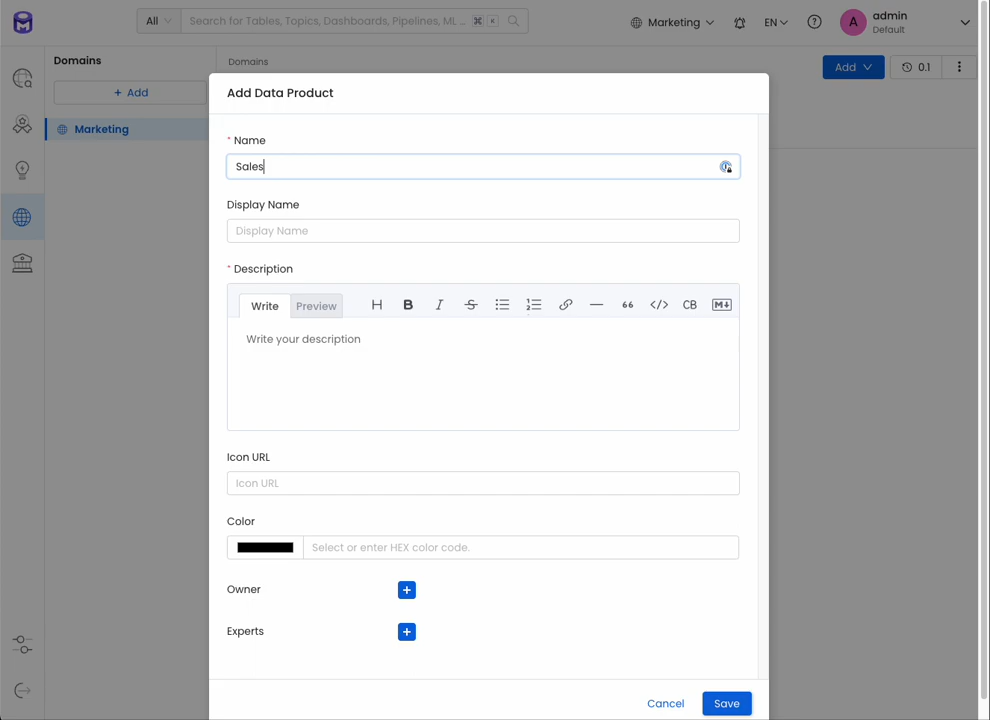 All
Search for Tables, Topics, Dashboards, Pipelines, ML ...
⌘ K
Marketing
EN
A
admin
Default
Domains
+ Add
Marketing
Domains
Add
0.1
Add Data Product
* Name
Sales
Display Name
Display Name
* Description
Write
Preview
H B I S
66 </> CB M
Write your description
Icon URL
Icon URL
Color
Select or enter HEX color code.
Owner
+
Experts
+
Cancel
Save